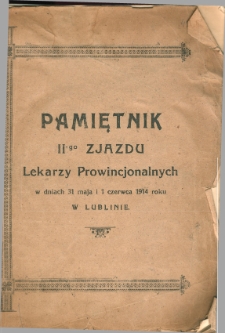 PAMIĘTNIK
II-go ZJAZDU
Lekarzy Prowincjonalnych
w dniach 31 maja i 1 czerwca 1914 roku
W LUBLINIE.